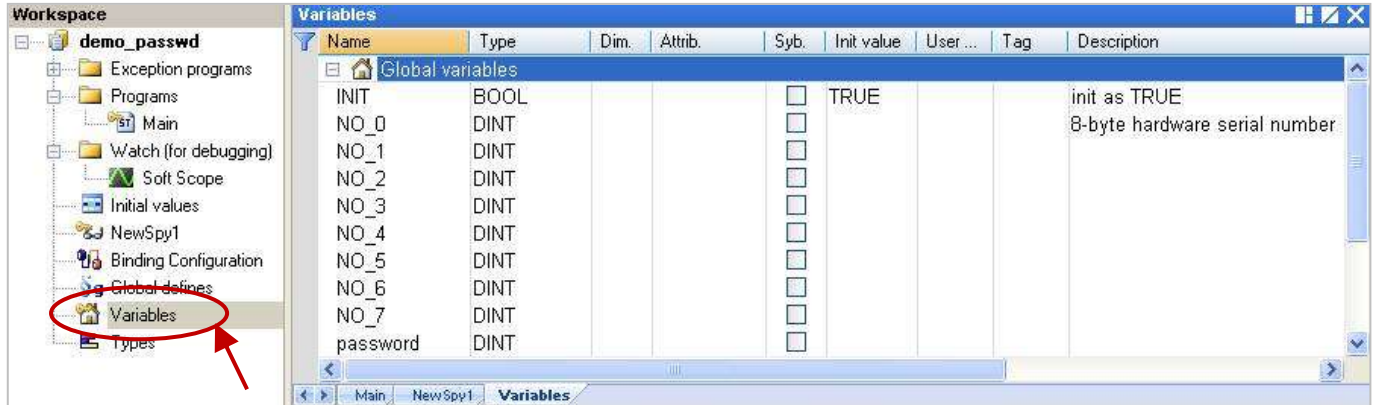 Workspace
demo_passwd
Exception programs
Programs
ST Main
Watch (for debugging)
Soft Scope
Initial values
NewSpy1
Binding Configuration
Global defines
Variables
Types
Variables
Name Type Dim. Attrib. Syb. Init value User ... Tag Description
Global variables
INIT BOOL TRUE init as TRUE
NO_0 DINT 8-byte hardware serial number
NO_1 DINT
NO_2 DINT
NO_3 DINT
NO_4 DINT
NO_5 DINT
NO_6 DINT
NO_7 DINT
password DINT
Main NewSpy1 Variables